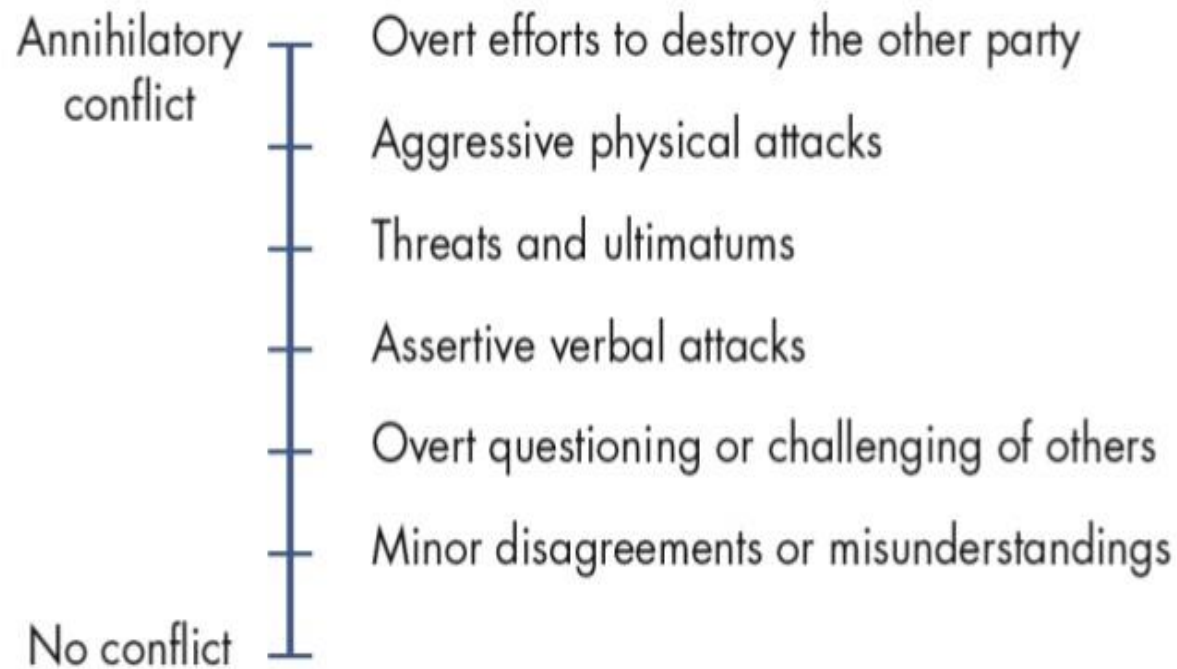 Annihilatory
conflict
Overt efforts to destroy the other party
Aggressive physical attacks
Threats and ultimatums
Assertive verbal attacks
Overt questioning or challenging of others
Minor disagreements or misunderstandings
No conflict